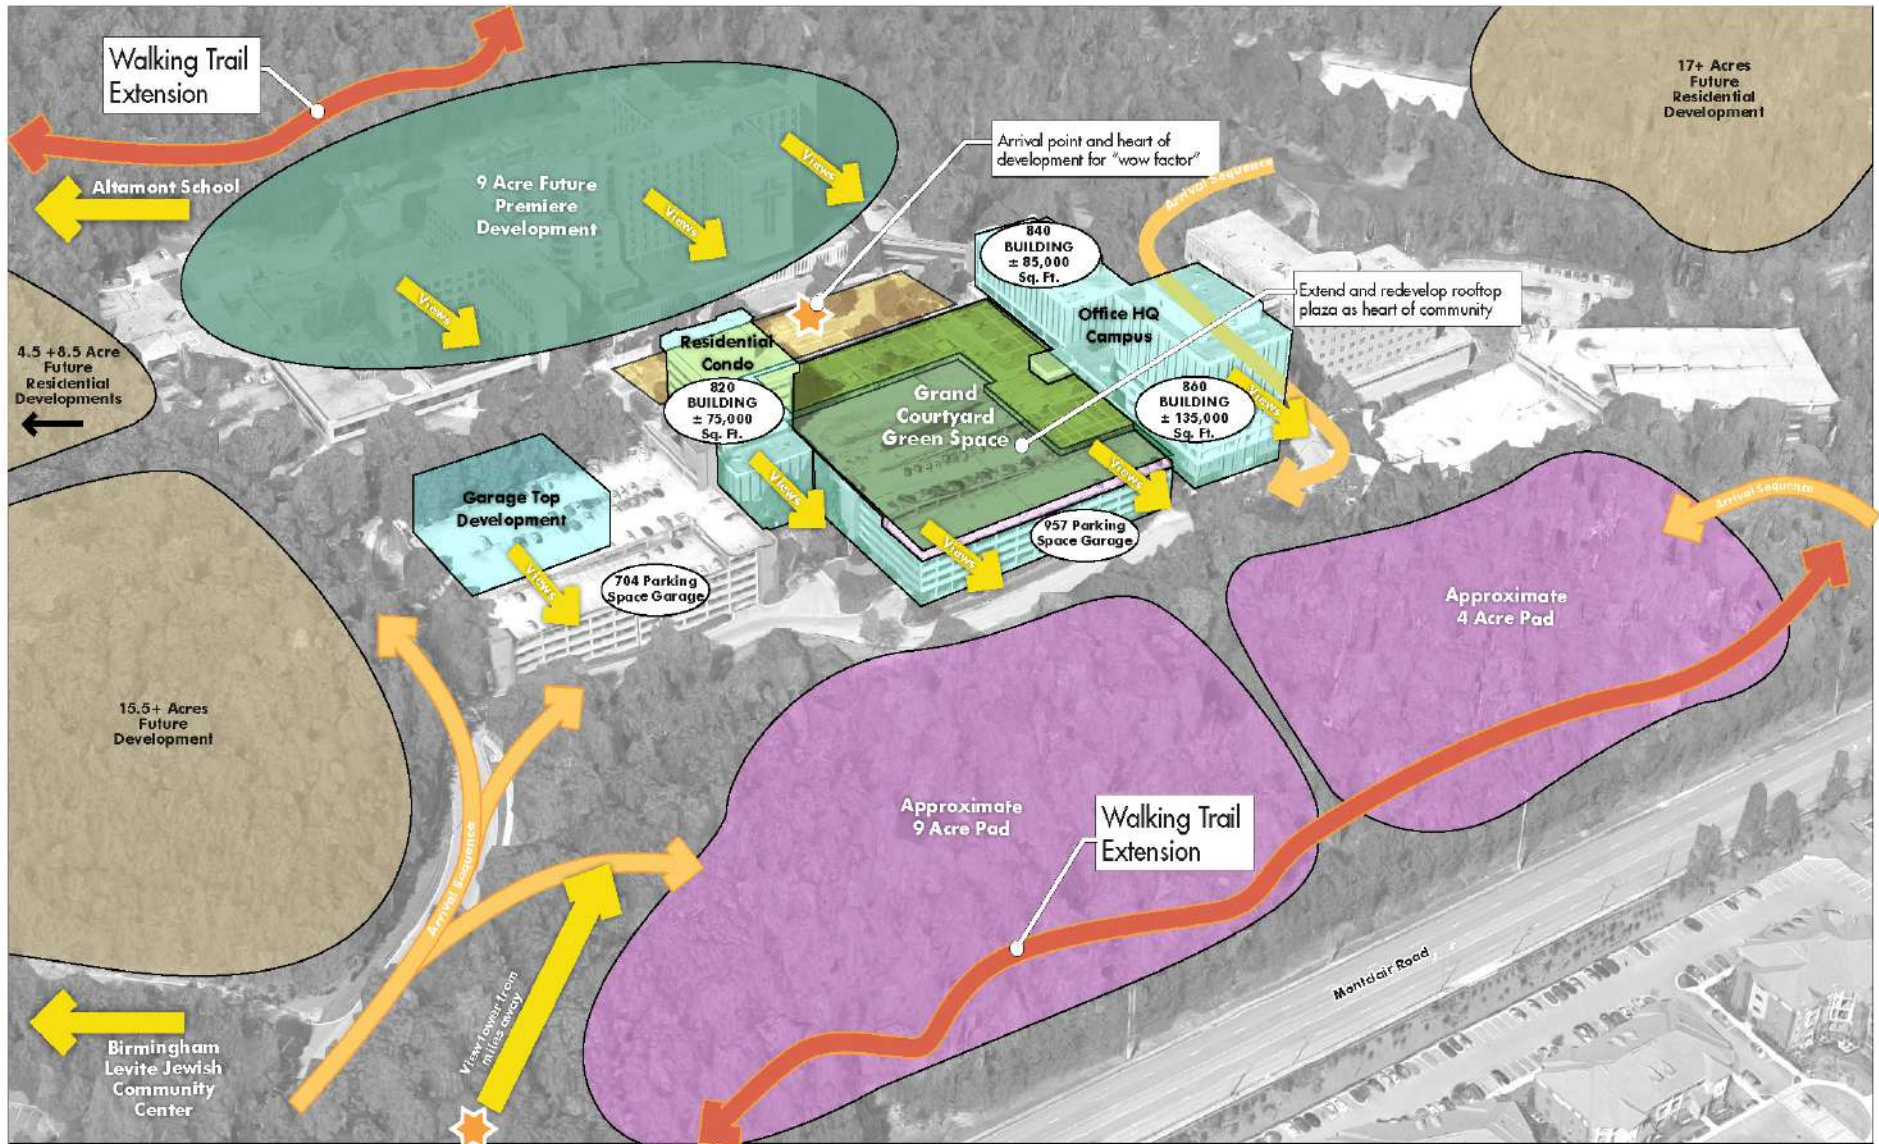 Walking Trail
Extension
17+ Acres
Future
Residential
Development
Arrival point and heart of
development for “wow factor”
Views
Arrival Sequence
Altamont School
9 Acre Future
Premiere
Development
Views
840
BUILDING
± 85,000
Sq. Ft.
Views
Extend and redevelop rooftop
plaza as heart of community
Office HQ
Campus
Residential
Condo
4.5 +8.5 Acre
Future
Residential
Developments
820
BUILDING
± 75,000
Sq. Ft.
Grand
Courtyard
Green Space
860
BUILDING
± 135,000
Sq. Ft.
Views
Views
Views
Garage Top
Development
Arrival Sequence
957 Parking
Space Garage
Views
Views
704 Parking
Space Garage
Approximate
4 Acre Pad
15.5+ Acres
Future
Development
Approximate
9 Acre Pad
Walking Trail
Extension
Arrival Sequence
Montclair Road
View tower from
miles away
Birmingham
Levite Jewish
Community
Center